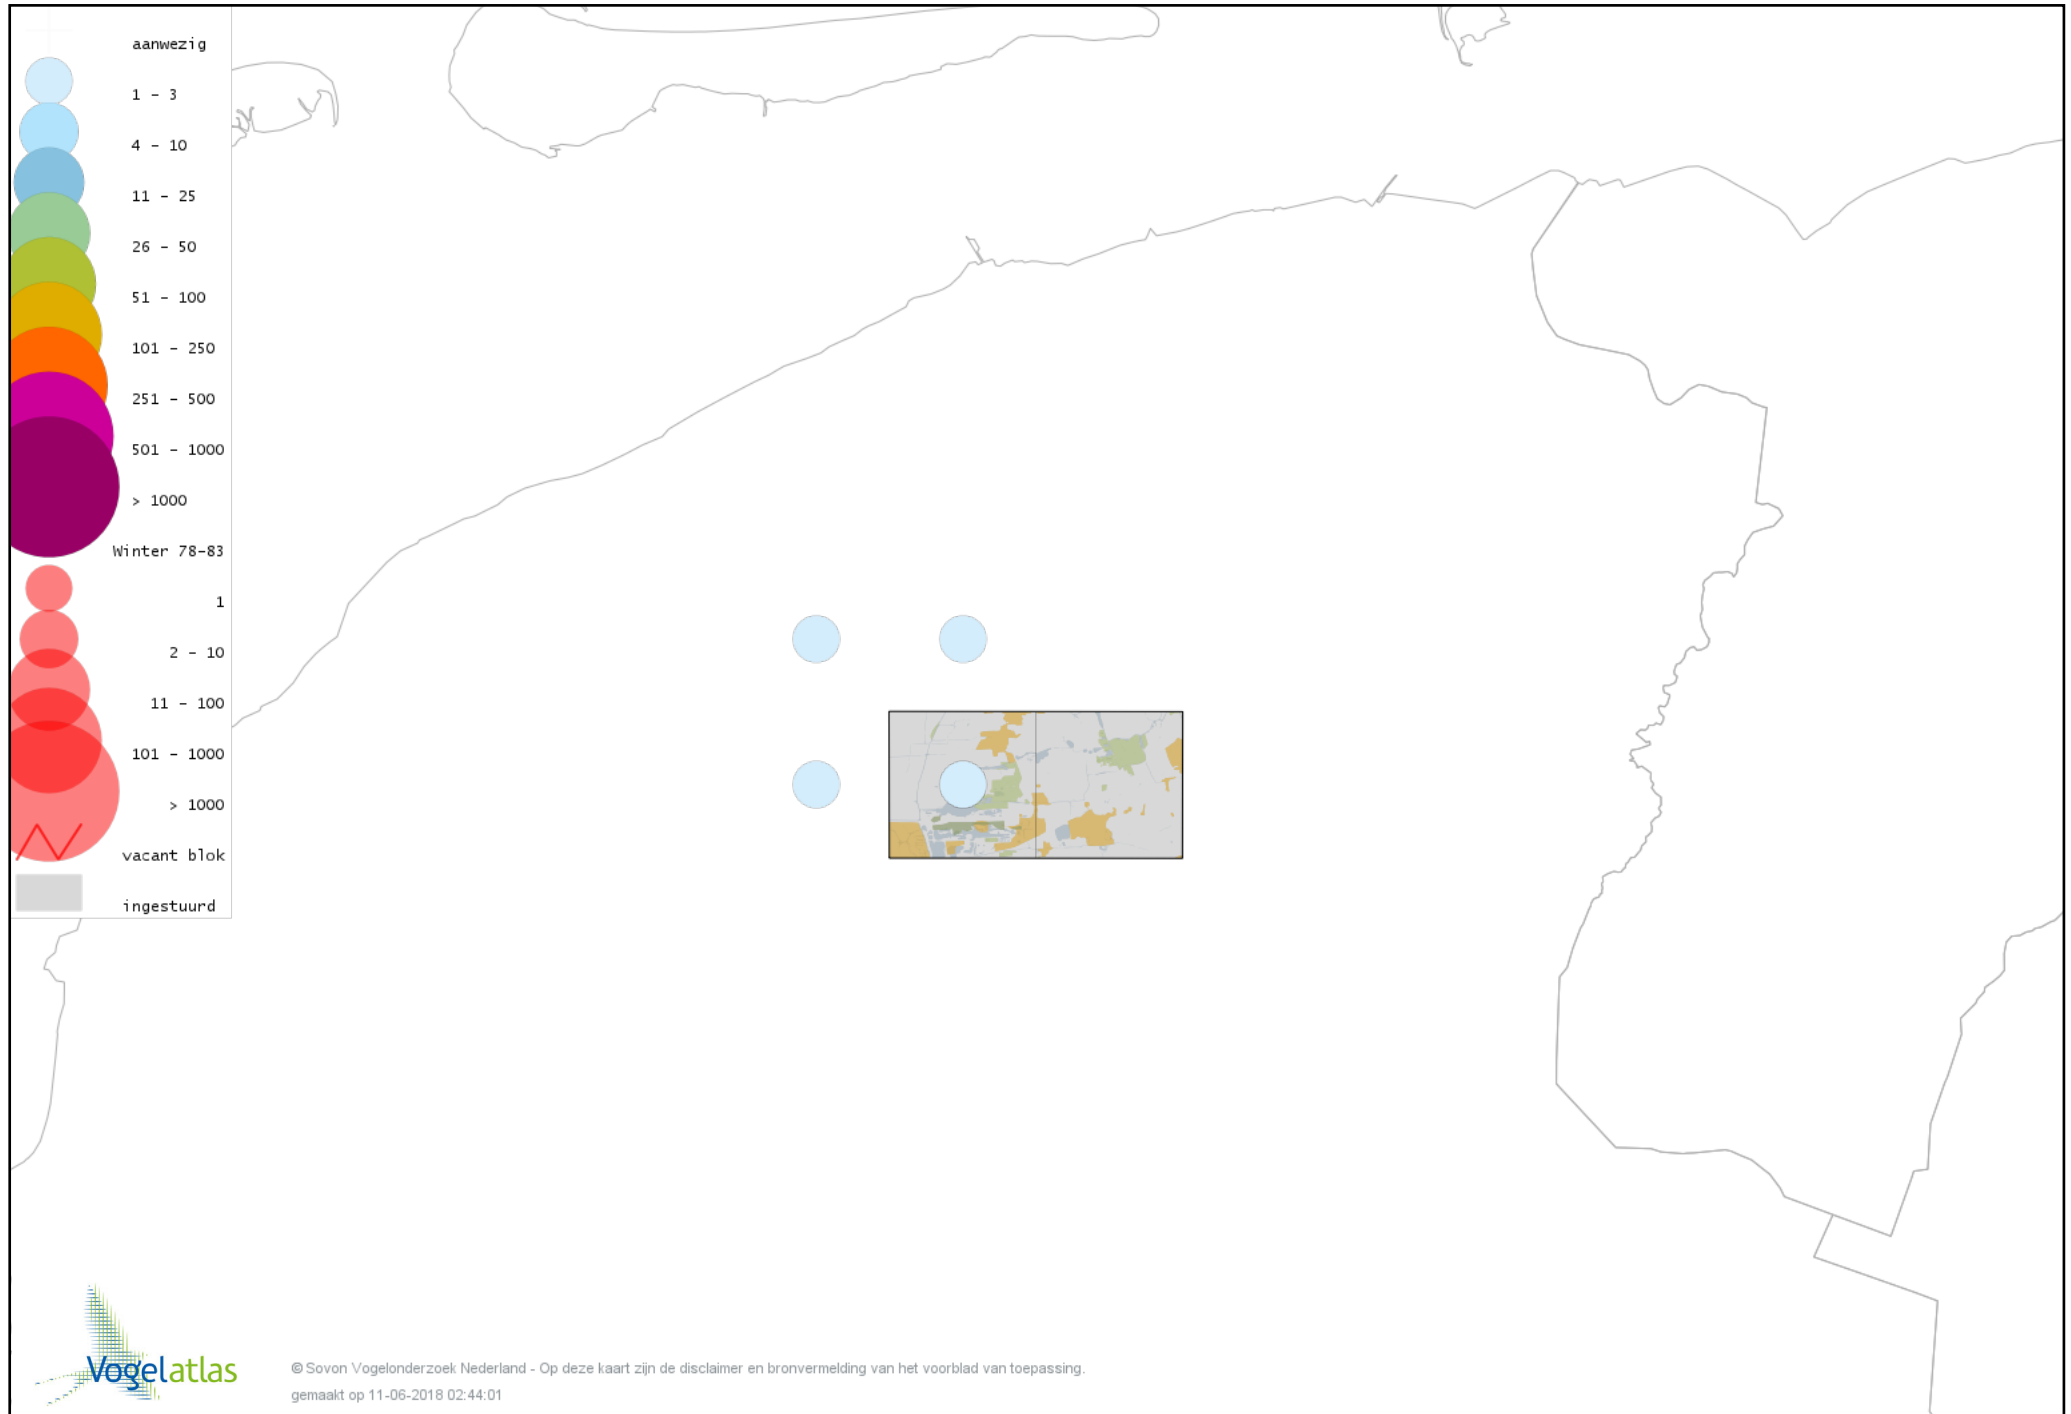 aanwezig
1 - 3
4 - 10
11 - 25
26 - 50
51 - 100
101 - 250
251 - 500
501 - 1000
> 1000
Winter 78-83
1
2 - 10
11 - 100
101 - 1000
> 1000
vacant blok
ingestuurd
Vogelatlas
© Sovon Vogelonderzoek Nederland - Op deze kaart zijn de disclaimer en bronvermelding van het voorblad van toepassing.
gemaakt op 11-06-2018 02:44:01